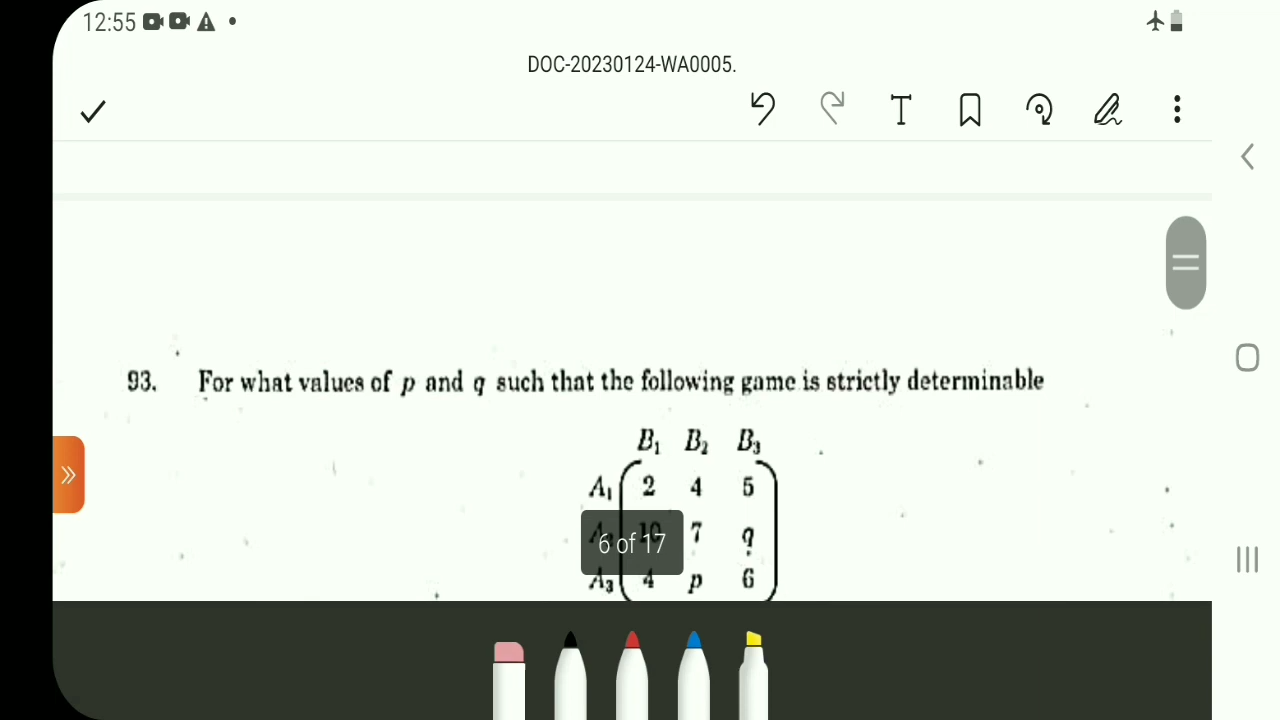 12:55
DOC-20230124-WA0005.
93. For what values of p and q such that the following game is strictly determinable
B1 B2 B3
A1 2 4 5
10 7 q
6 of 17
A3 4 p 6